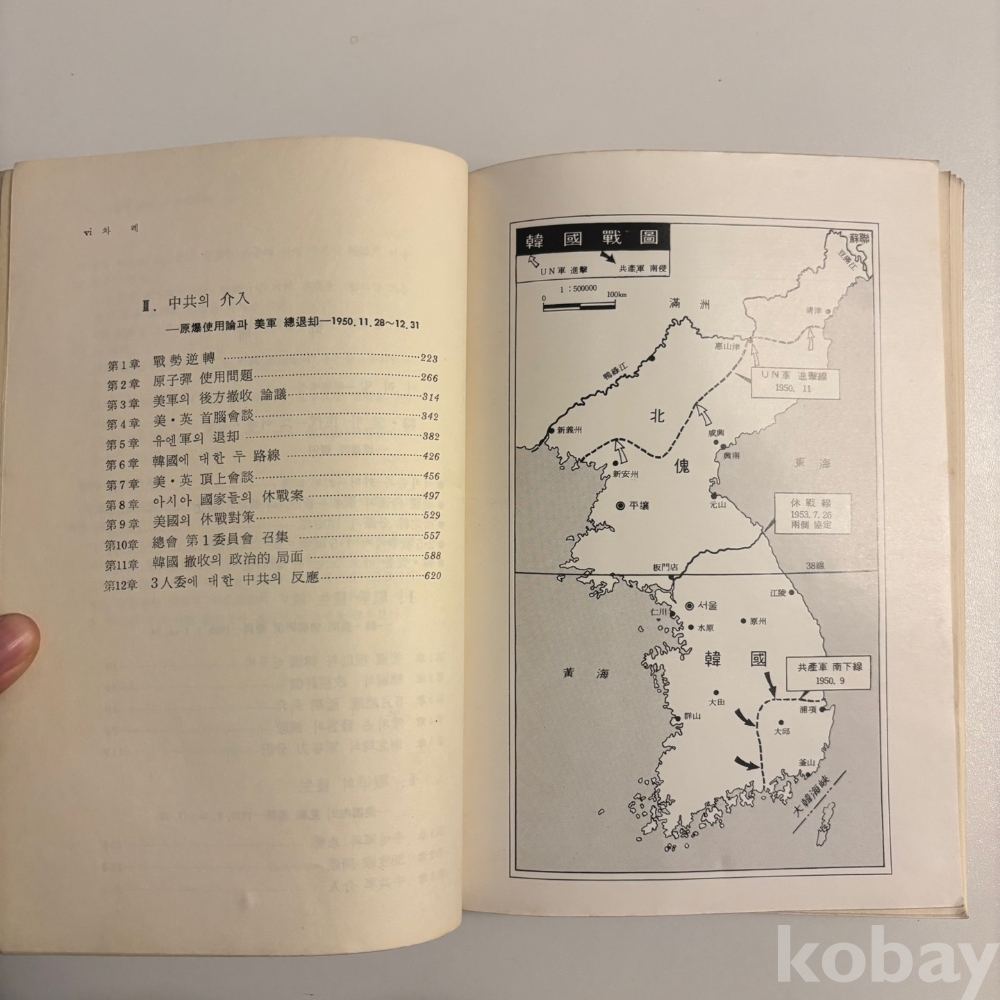 vi 차 례
Ⅲ. 中共의 介入
—原爆使用論과 美軍 總退却—1950.11.28~12.31
第1章 戰勢逆轉 223
第2章 原子彈 使用問題 266
第3章 美軍의 後方撤收 論議 314
第4章 美·英 首腦會談 342
第5章 유엔軍의 退却 382
第6章 韓國에 대한 두 路線 426
第7章 美·英 頂上會談 456
第8章 아시아 國家들의 休戰案 497
第9章 美國의 休戰對策 529
第10章 總會 第1委員會 召集 557
第11章 韓國 撤收의 政治的 局面 588
第12章 3人委에 대한 中共의 反應 620
韓國戰圖
UN軍 進擊
共產軍 南侵
1:500000
0 100km
蘇聯
豆滿江
滿洲
淸津
惠山津
鴨綠江
UN軍 進擊線
1950. 11
北傀
新義州
咸興
興南
東海
新安州
平壤
元山
休戰線
1953.7.26
兩側 協定
板門店
38線
서울
江陵
仁川
水原
原州
黃海
韓國
共產軍 南下線
1950.9
大田
群山
浦項
大邱
釜山
大韓海峽
kobay